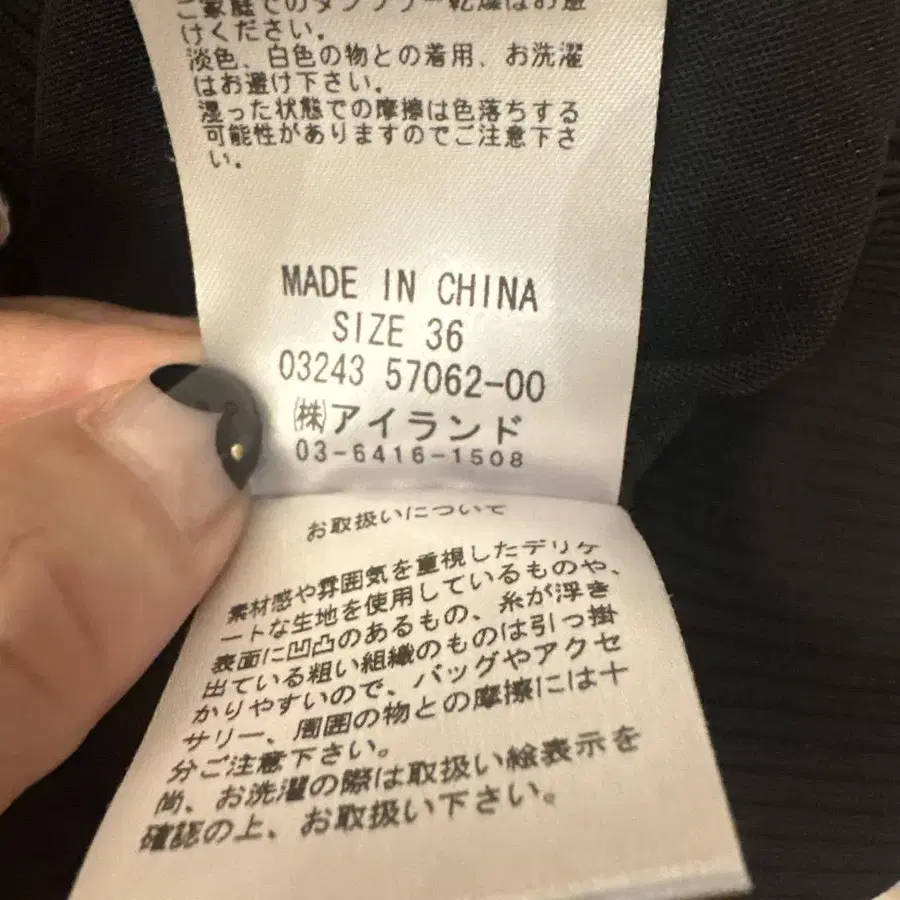 ご家庭でのタンブラー乾燥はお避
けください。
淡色、白色の物との着用、お洗濯
はお避け下さい。
湿った状態での摩擦は色落ちする
可能性がありますのでご注意下さ
い。
MADE IN CHINA
SIZE 36
03243 57062-00
㈱アイランド
03-6416-1508
お取扱いについて
素材感や雰囲気を重視したデリケ
ートな生地を使用しているものや、
表面に凹凸のあるもの、糸が浮き
出ている粗い組織のものは引っ掛
かりやすいので、バッグやアクセ
サリー、周囲の物との摩擦には十
分ご注意下さい。
尚、お洗濯の際は取扱い絵表示を
確認の上、お取扱い下さい。